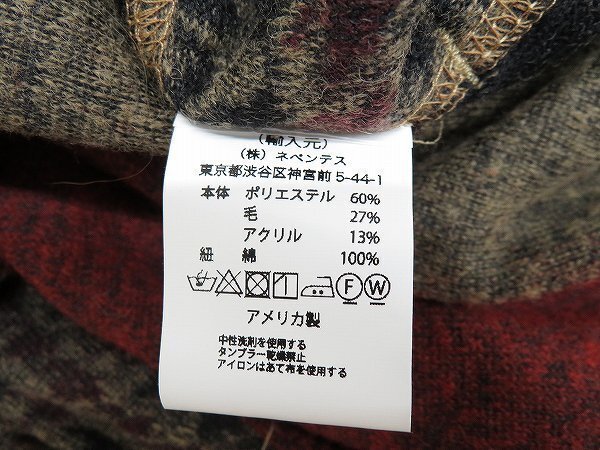 (輸入元)
(株) ネペンテス
東京都渋谷区神宮前 5-44-1
本体 ポリエステル 60%
毛 27%
アクリル 13%
紐 綿 100%
F W
アメリカ製
中性洗剤を使用する
タンブラー乾燥禁止
アイロンはあて布を使用する